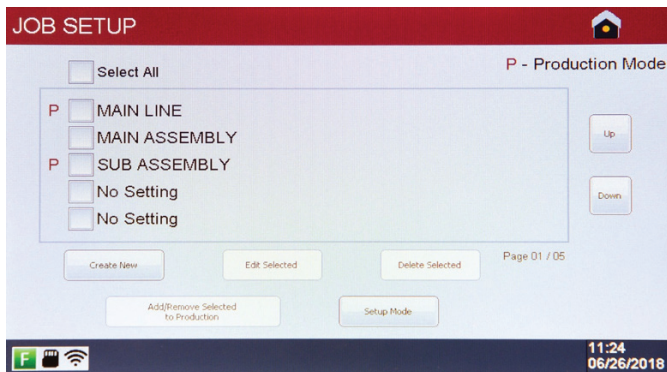 JOB SETUP
Select All
P - Production Mode
P MAIN LINE
MAIN ASSEMBLY
P SUB ASSEMBLY
No Setting
No Setting
Up
Down
Create New
Edit Selected
Delete Selected
Page 01 / 05
Add/Remove Selected
to Production
Setup Mode
F
11:24
06/26/2018